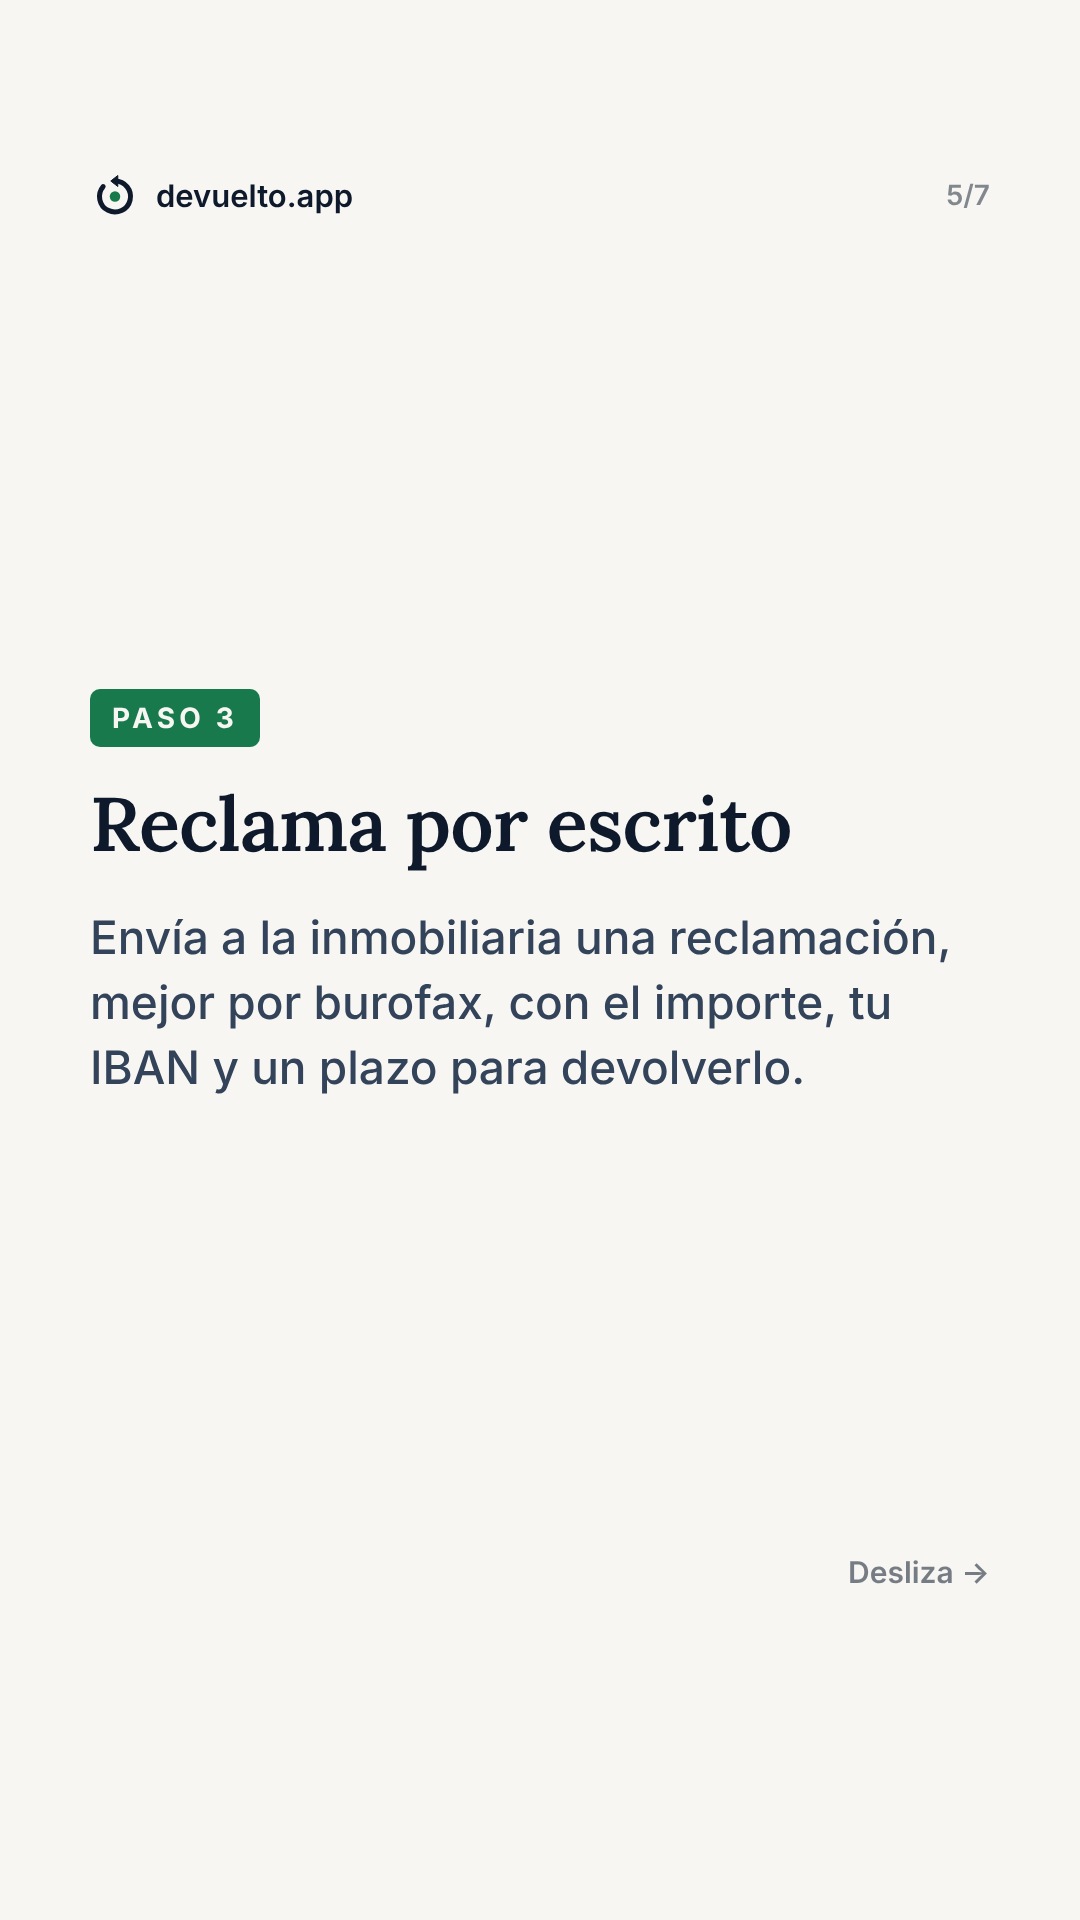 devuelto.app
5/7
PASO 3
Reclama por escrito
Envía a la inmobiliaria una reclamación,
mejor por burofax, con el importe, tu
IBAN y un plazo para devolverlo.
Desliza →